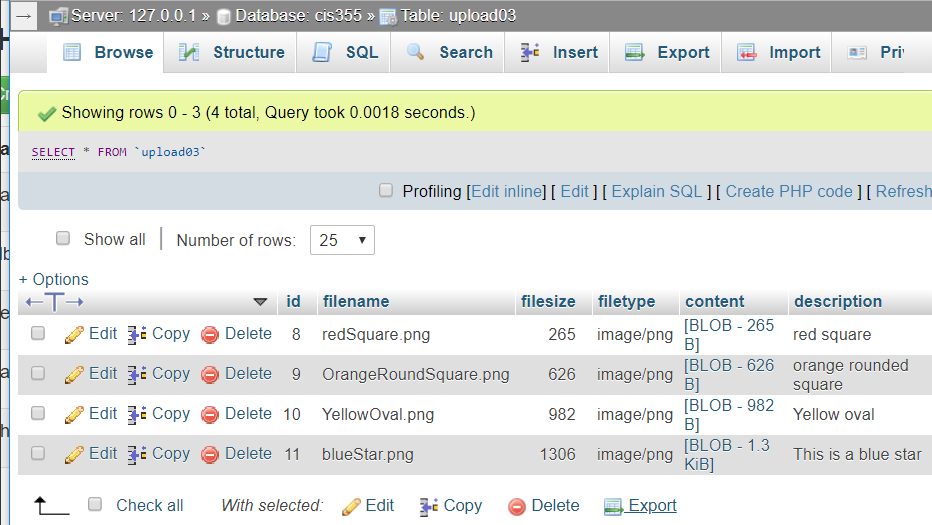 Server: 127.0.0.1 » Database: cis355 » Table: upload03
Browse Structure SQL Search Insert Export Import
Showing rows 0 - 3 (4 total, Query took 0.0018 seconds.)
SELECT * FROM `upload03`
Profiling [Edit inline] [ Edit ] [ Explain SQL ] [ Create PHP code ] [ Refresh
Show all Number of rows: 25
+ Options
id filename filesize filetype content description
Edit Copy Delete 8 redSquare.png 265 image/png [BLOB - 265 B] red square
Edit Copy Delete 9 OrangeRoundSquare.png 626 image/png [BLOB - 626 B] orange rounded square
Edit Copy Delete 10 YellowOval.png 982 image/png [BLOB - 982 B] Yellow oval
Edit Copy Delete 11 blueStar.png 1306 image/png [BLOB - 1.3 KiB] This is a blue star
Check all With selected: Edit Copy Delete Export